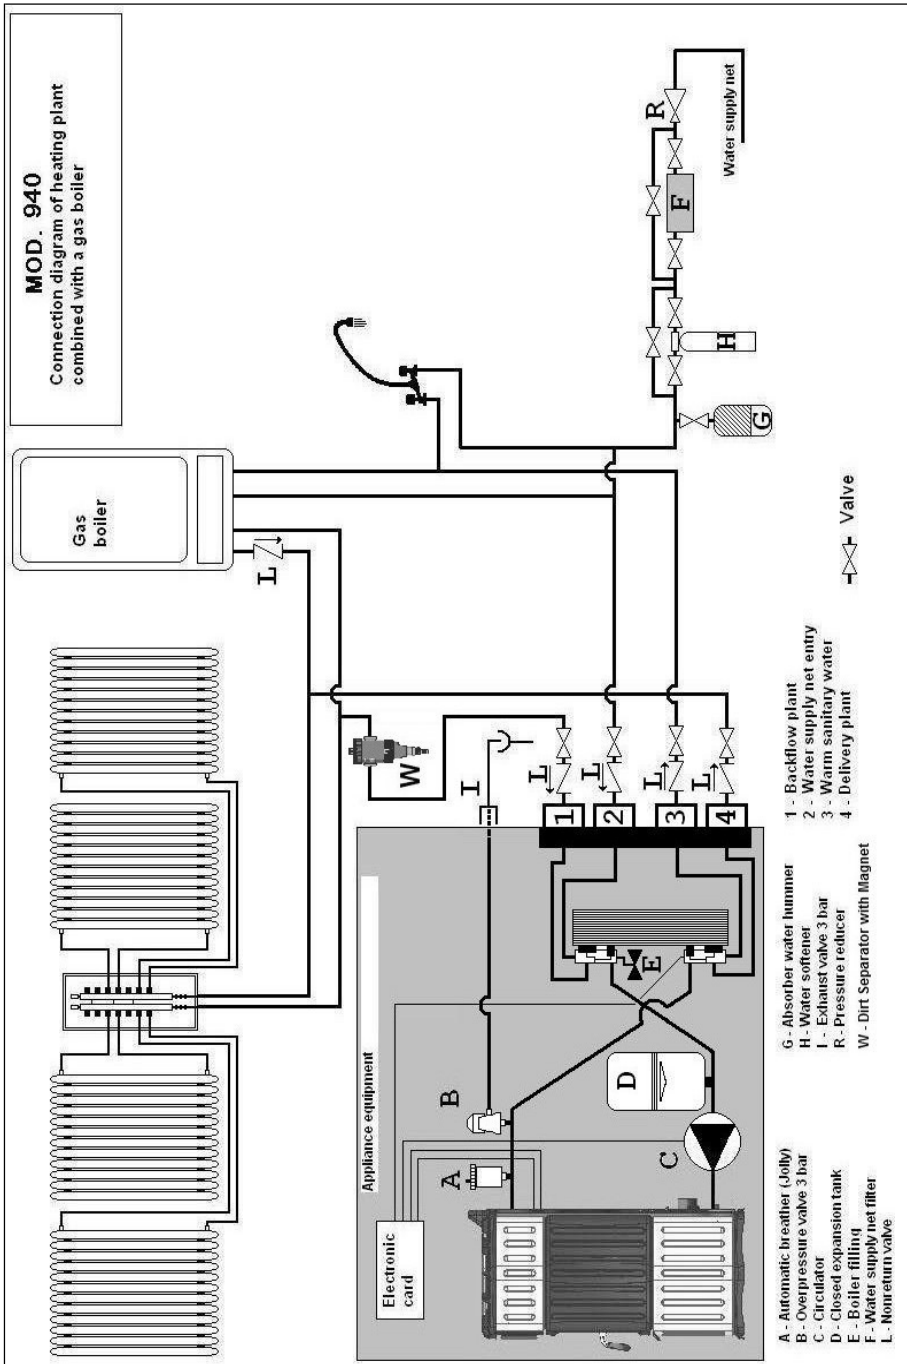 MOD. 940
Connection diagram of heating plant
combined with a gas boiler
Gas
boiler
L
R
F
H
G
Water supply net
W
I
L
L
L
L
1
2
3
4
Appliance equipment
Electronic
card
A
B
C
D
E
A - Automatic breather (Jolly)
B - Overpressure valve 3 bar
C - Circulator
D - Closed expansion tank
E - Boiler filling
F - Water supply net filter
L - Nonreturn valve
G - Absorber water hummer
H - Water softener
I - Exhaust valve 3 bar
R - Pressure reducer
W - Dirt Separator with Magnet
1 - Backflow plant
2 - Water supply net entry
3 - Warm sanitary water
4 - Delivery plant
Valve